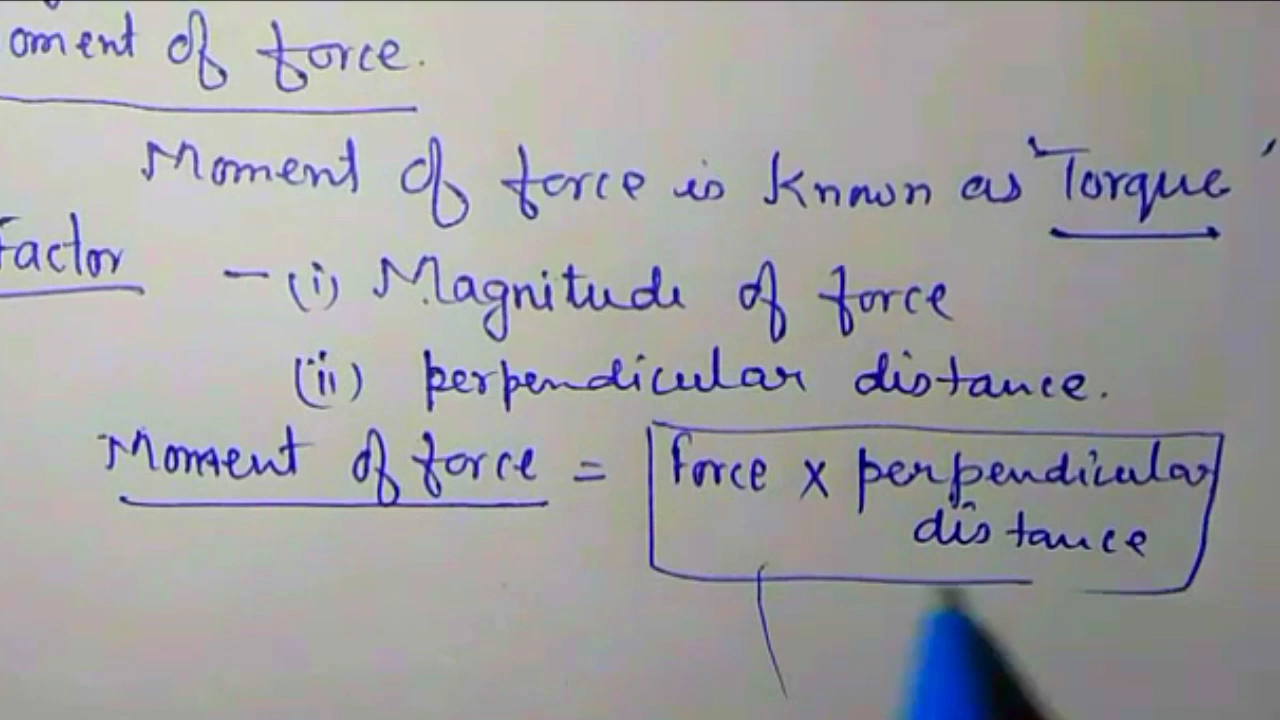 oment of force.
Moment of force is known as 'Torque'
Factor - (i) Magnitude of force
(ii) perpendicular distance.
Moment of force = Force x perpendicular
distance